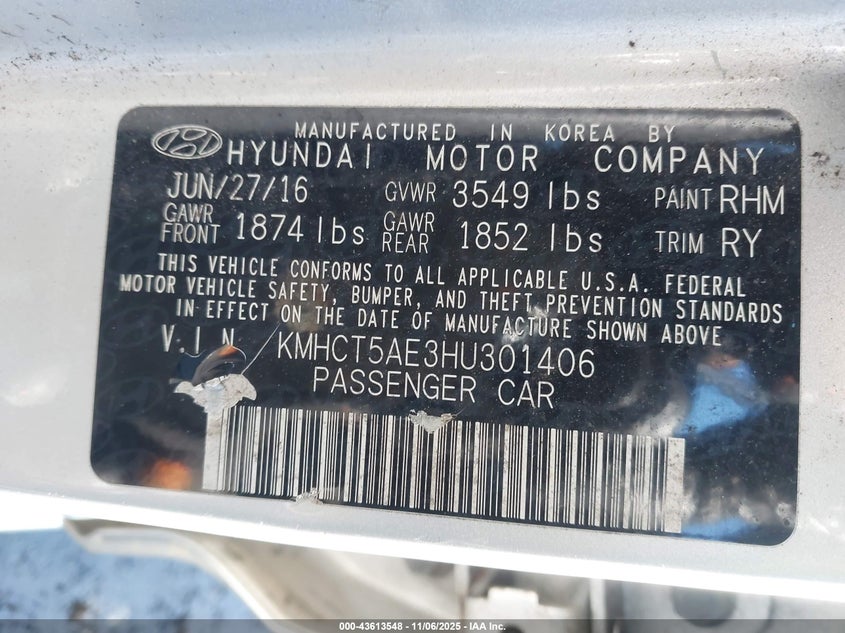 MANUFACTURED IN KOREA BY
HYUNDAI MOTOR COMPANY
JUN/27/16 GVWR 3549 lbs PAINT RHM
GAWR FRONT 1874 lbs GAWR REAR 1852 lbs TRIM RY
THIS VEHICLE CONFORMS TO ALL APPLICABLE U.S.A. FEDERAL
MOTOR VEHICLE SAFETY, BUMPER, AND THEFT PREVENTION STANDARDS
IN EFFECT ON THE DATE OF MANUFACTURE SHOWN ABOVE
V.I.N. KMHCT5AE3HU301406
PASSENGER CAR
000-43613548 - 11/06/2025 - IAA Inc.